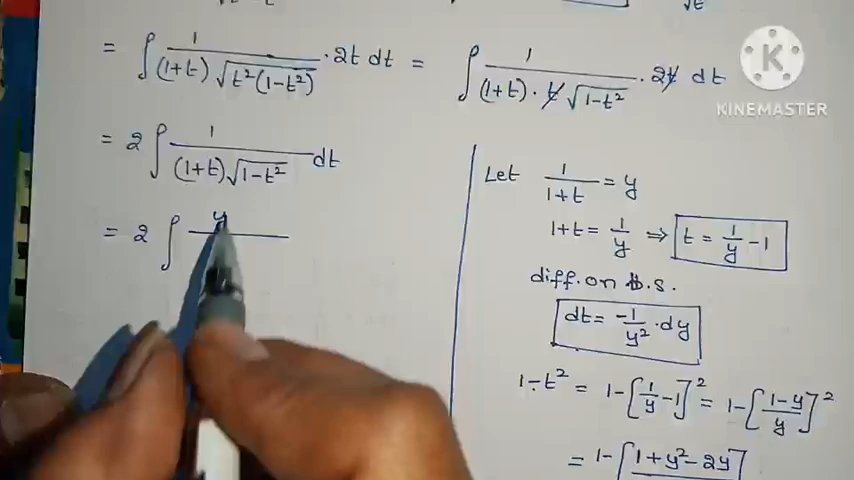 = ∫ 1/((1+t) √(t²(1-t²))) · 2t dt = ∫ 1/((1+t) · t √(1-t²)) · 2t dt
= 2 ∫ 1/((1+t)√(1-t²)) dt
= 2 ∫ y
Let 1/(1+t) = y
1+t = 1/y ⇒ t = 1/y - 1
diff. on b.s.
dt = -1/y² · dy
1-t² = 1-[1/y - 1]² = 1-[(1-y)/y]²
= 1-[1+y²-2y]
K
KINEMASTER